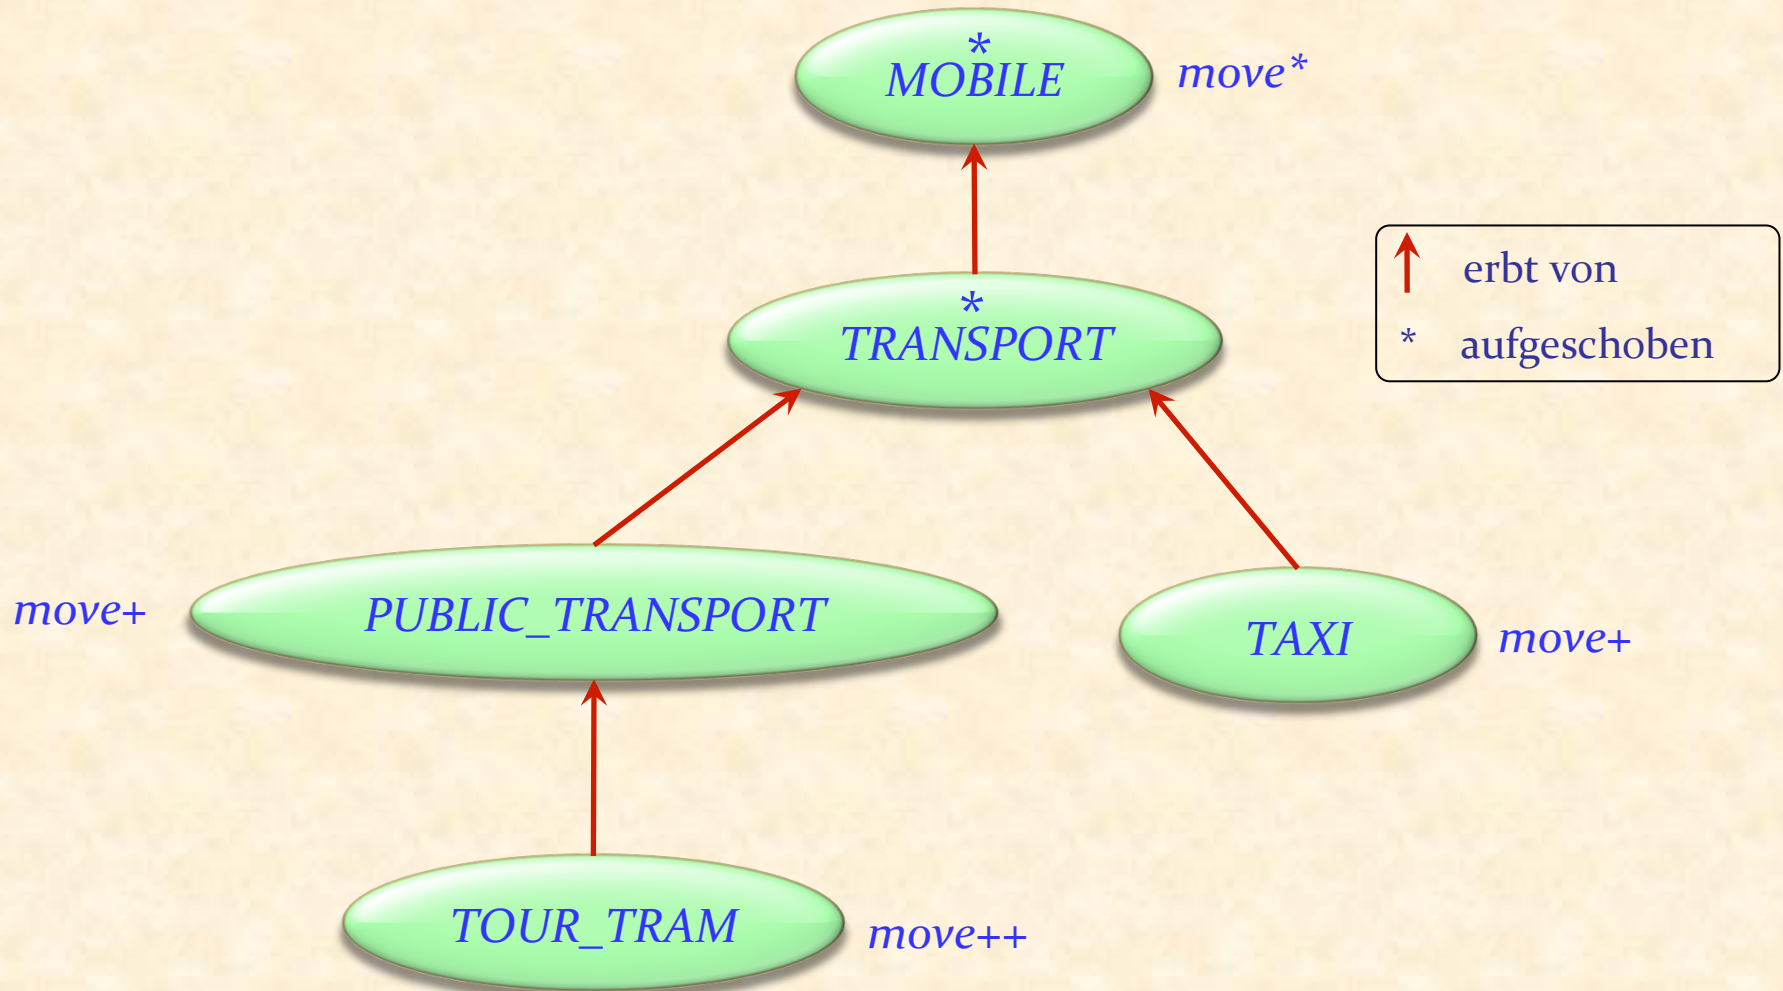 *
MOBILE
move*
*
TRANSPORT
erbt von
* aufgeschoben
move+
PUBLIC_TRANSPORT
TAXI
move+
TOUR_TRAM
move++